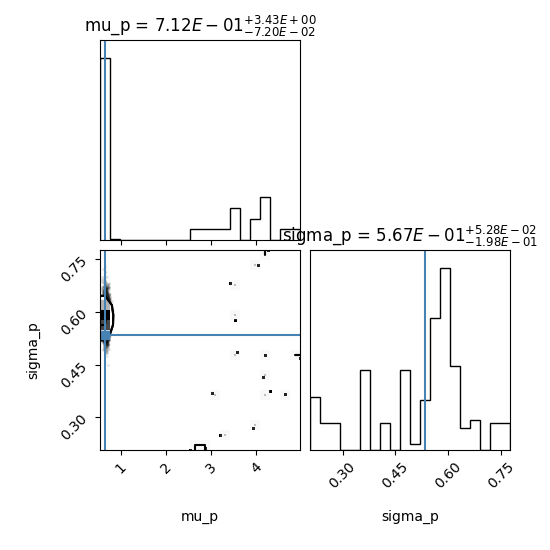 mu_p = 7.12E − 01+3.43E+00−7.20E−02
sigma_p = 5.67E − 01+5.28E−02−1.98E−01
0.75
0.60
0.45
0.30
sigma_p
1
2
3
4
mu_p
0.30
0.45
0.60
0.75
sigma_p